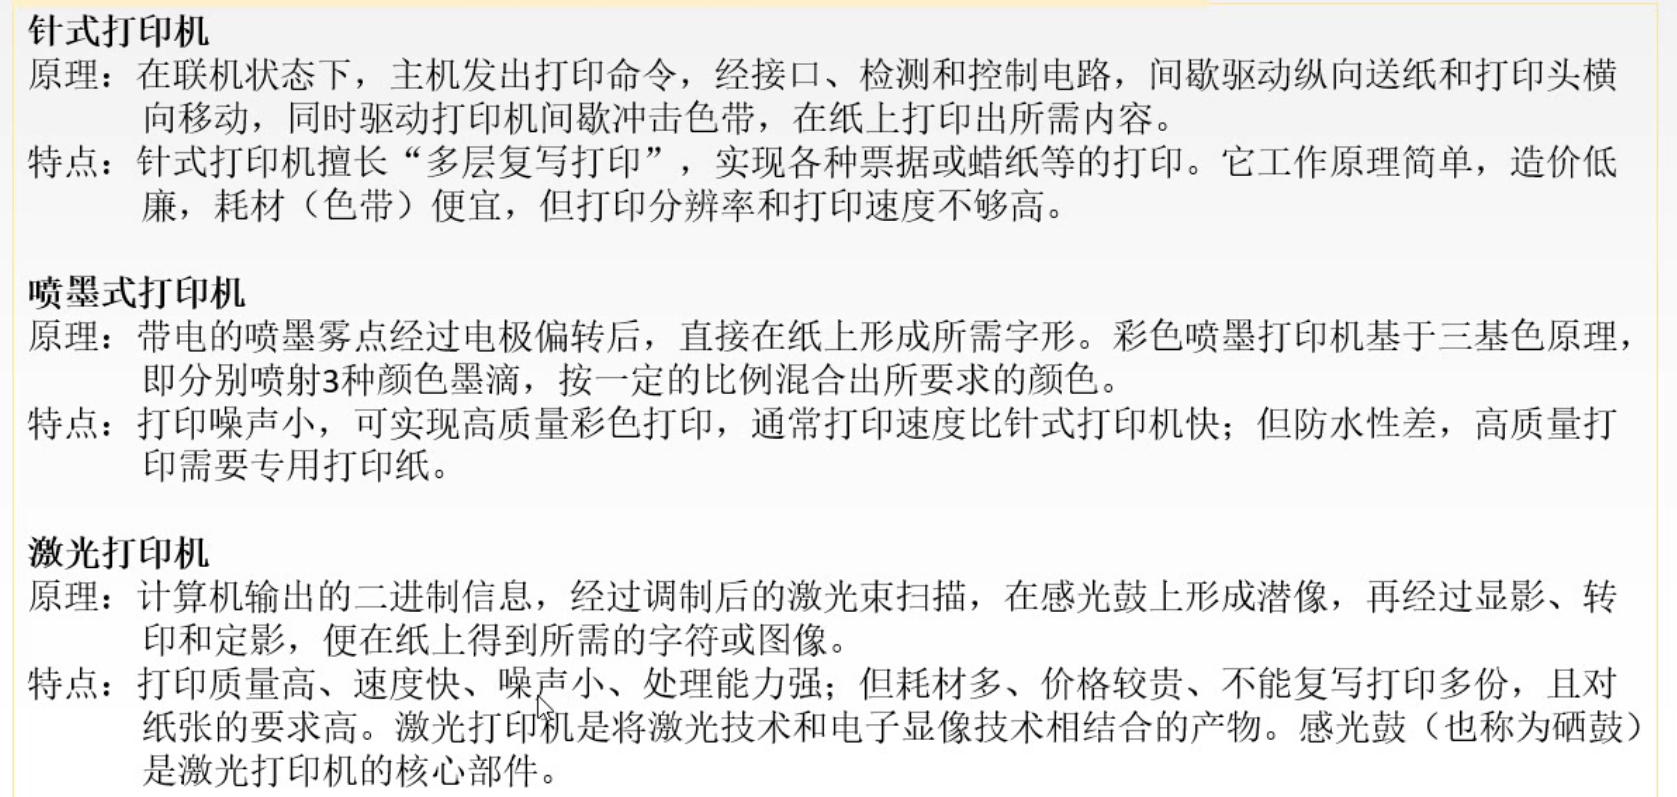 针式打印机
原理：在联机状态下，主机发出打印命令，经接口、检测和控制电路，间歇驱动纵向送纸和打印头横
向移动，同时驱动打印机间歇冲击色带，在纸上打印出所需内容。
特点：针式打印机擅长“多层复写打印”，实现各种票据或蜡纸等的打印。它工作原理简单，造价低
廉，耗材（色带）便宜，但打印分辨率和打印速度不够高。
喷墨式打印机
原理：带电的喷墨雾点经过电极偏转后，直接在纸上形成所需字形。彩色喷墨打印机基于三基色原理，
即分别喷射3种颜色墨滴，按一定的比例混合出所要求的颜色。
特点：打印噪声小，可实现高质量彩色打印，通常打印速度比针式打印机快；但防水性差，高质量打
印需要专用打印纸。
激光打印机
原理：计算机输出的二进制信息，经过调制后的激光束扫描，在感光鼓上形成潜像，再经过显影、转
印和定影，便在纸上得到所需的字符或图像。
特点：打印质量高、速度快、噪声小、处理能力强；但耗材多、价格较贵、不能复写打印多份，且对
纸张的要求高。激光打印机是将激光技术和电子显像技术相结合的产物。感光鼓（也称为硒鼓）
是激光打印机的核心部件。